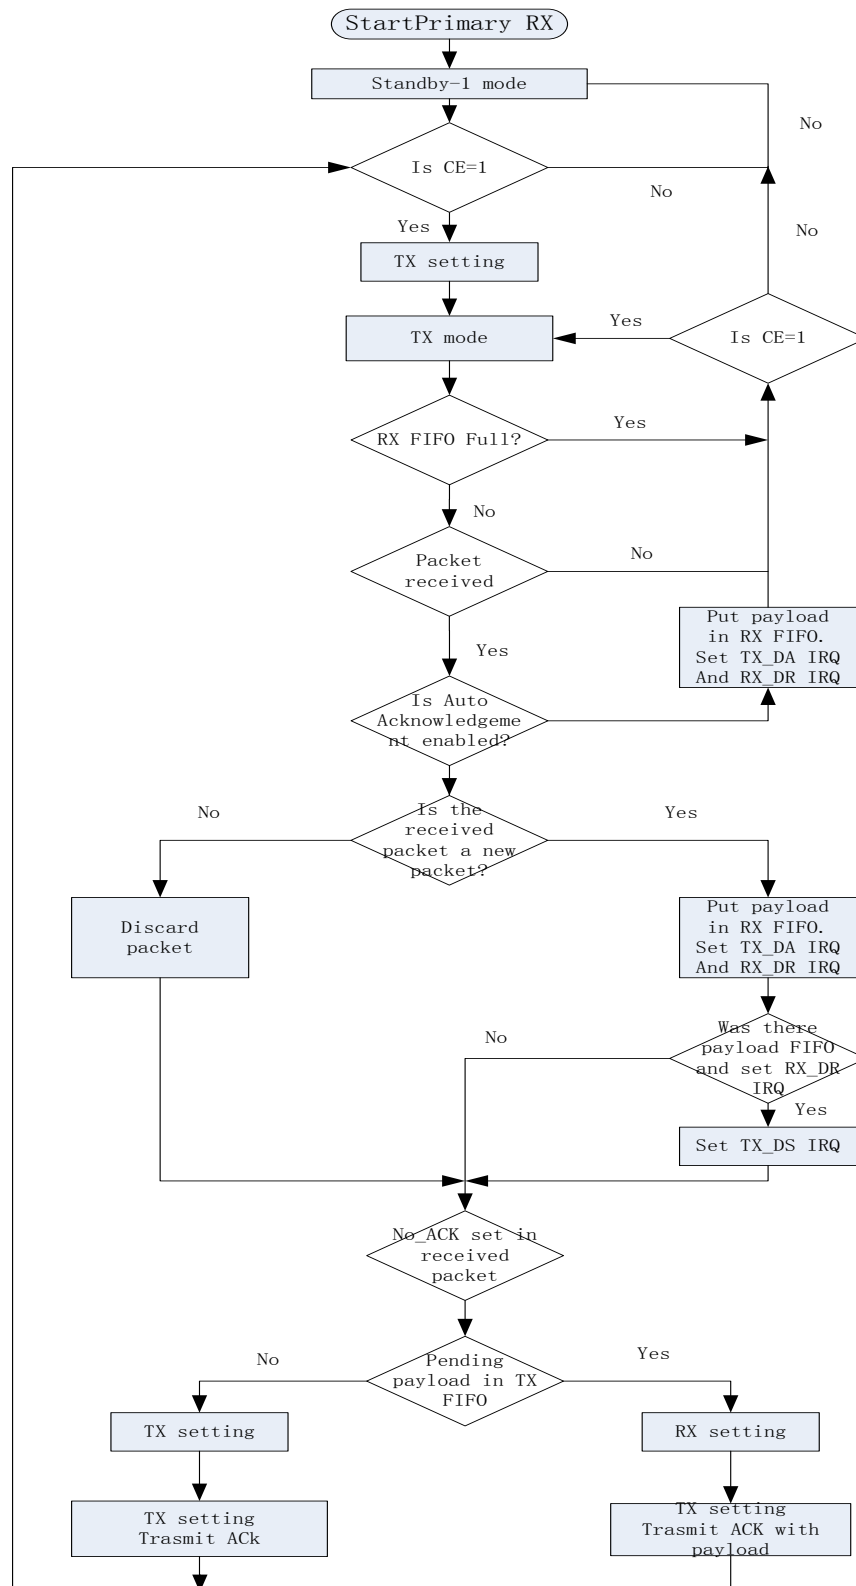 StartPrimary RX
Standby-1 mode
No
Is CE=1
No
Yes
No
TX setting
Yes
TX mode
Is CE=1
RX FIFO Full?
Yes
No
Packet
received
No
Put payload
in RX FIFO.
Set TX_DA IRQ
And RX_DR IRQ
Yes
Is Auto
Acknowledgeme
nt enabled?
No
Is the
received
packet a new
packet?
Yes
Discard
packet
Put payload
in RX FIFO.
Set TX_DA IRQ
And RX_DR IRQ
No
Was there
payload FIFO
and set RX_DR
IRQ
Yes
Set TX_DS IRQ
No_ACK set in
received
packet
No
Pending
payload in TX
FIFO
Yes
TX setting
RX setting
TX setting
Trasmit ACk
TX setting
Trasmit ACK with
payload